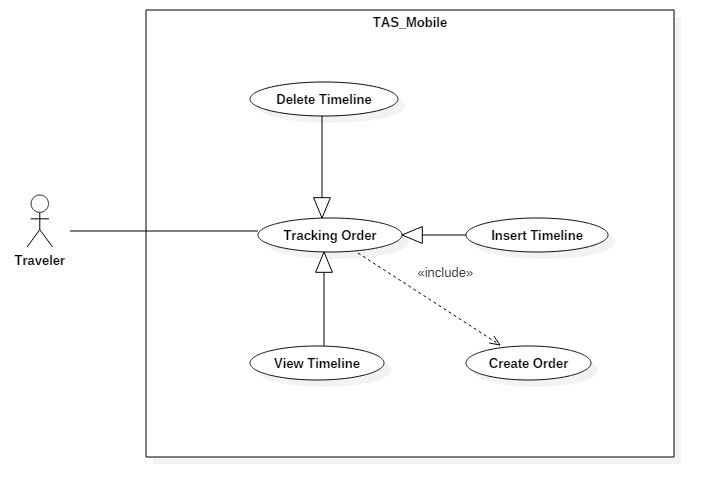 TAS_Mobile
Delete Timeline
Tracking Order
Insert Timeline
Traveler
«include»
View Timeline
Create Order